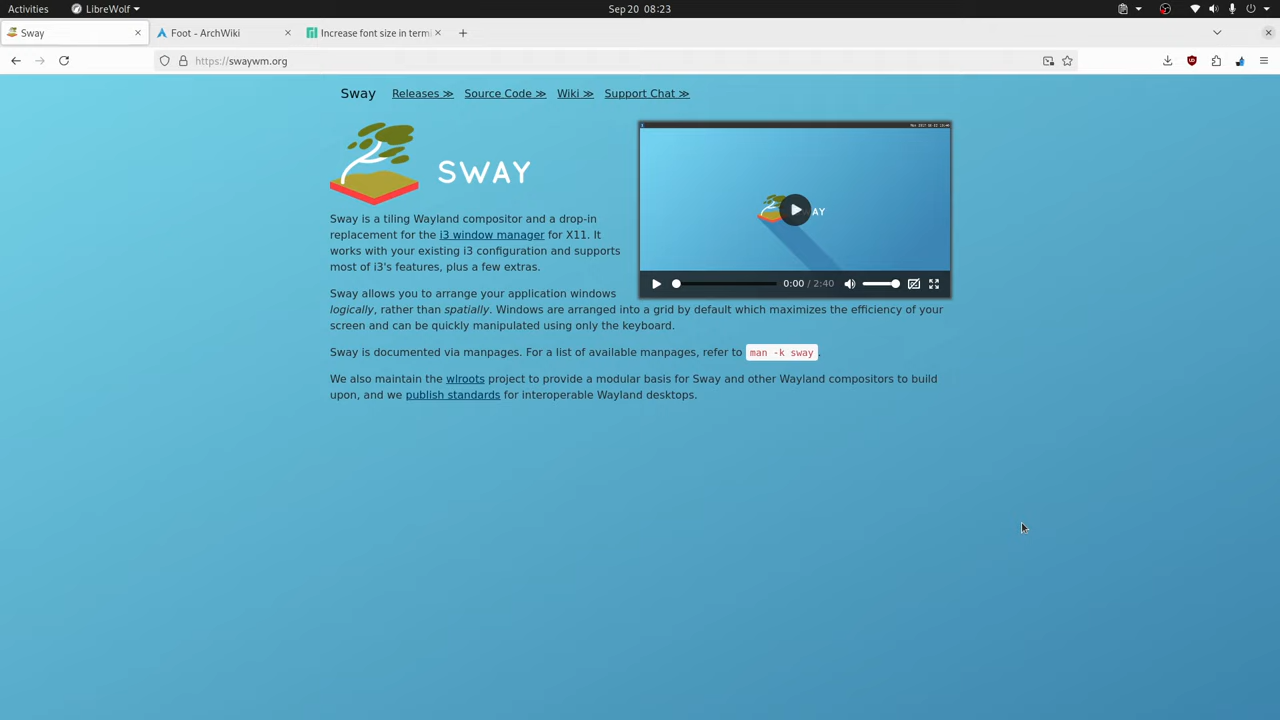 Activities LibreWolf Sep 20 08:23
Sway Foot - ArchWiki Increase font size in term
https://swaywm.org
Sway Releases ≫ Source Code ≫ Wiki ≫ Support Chat ≫
SWAY
Sway is a tiling Wayland compositor and a drop-in
replacement for the i3 window manager for X11. It
works with your existing i3 configuration and supports
most of i3's features, plus a few extras.
0:00 / 2:40
Sway allows you to arrange your application windows
logically, rather than spatially. Windows are arranged into a grid by default which maximizes the efficiency of your
screen and can be quickly manipulated using only the keyboard.
Sway is documented via manpages. For a list of available manpages, refer to man -k sway.
We also maintain the wlroots project to provide a modular basis for Sway and other Wayland compositors to build
upon, and we publish standards for interoperable Wayland desktops.